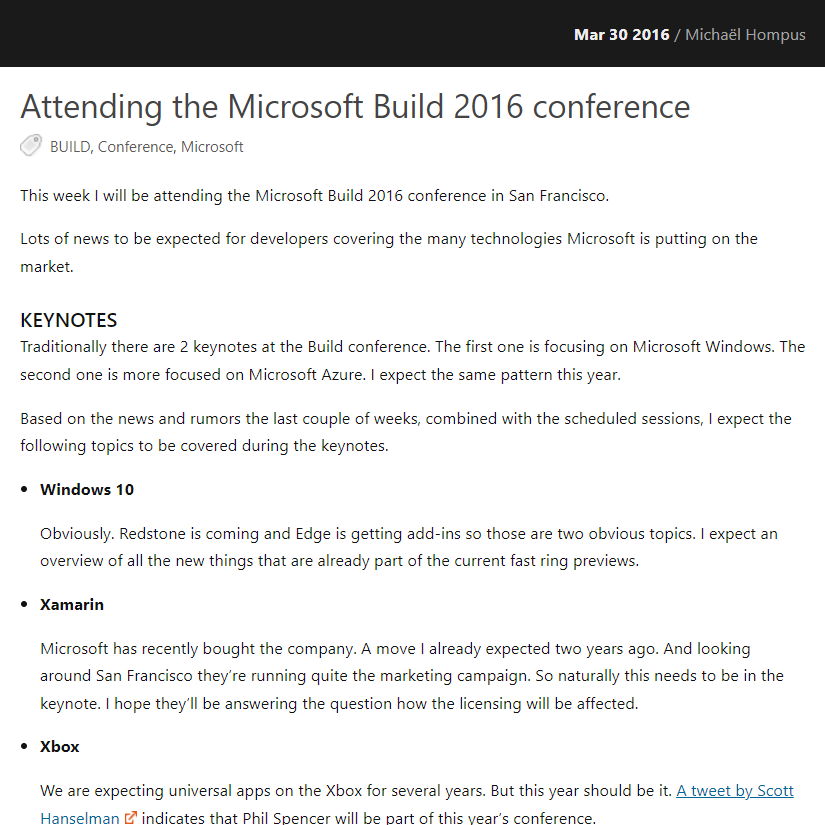 Mar 30 2016 / Michaël Hompus
Attending the Microsoft Build 2016 conference
BUILD, Conference, Microsoft
This week I will be attending the Microsoft Build 2016 conference in San Francisco.
Lots of news to be expected for developers covering the many technologies Microsoft is putting on the
market.
KEYNOTES
Traditionally there are 2 keynotes at the Build conference. The first one is focusing on Microsoft Windows. The
second one is more focused on Microsoft Azure. I expect the same pattern this year.
Based on the news and rumors the last couple of weeks, combined with the scheduled sessions, I expect the
following topics to be covered during the keynotes.
• Windows 10
Obviously. Redstone is coming and Edge is getting add-ins so those are two obvious topics. I expect an
overview of all the new things that are already part of the current fast ring previews.
• Xamarin
Microsoft has recently bought the company. A move I already expected two years ago. And looking
around San Francisco they’re running quite the marketing campaign. So naturally this needs to be in the
keynote. I hope they’ll be answering the question how the licensing will be affected.
• Xbox
We are expecting universal apps on the Xbox for several years. But this year should be it. A tweet by Scott
Hanselman indicates that Phil Spencer will be part of this year’s conference.